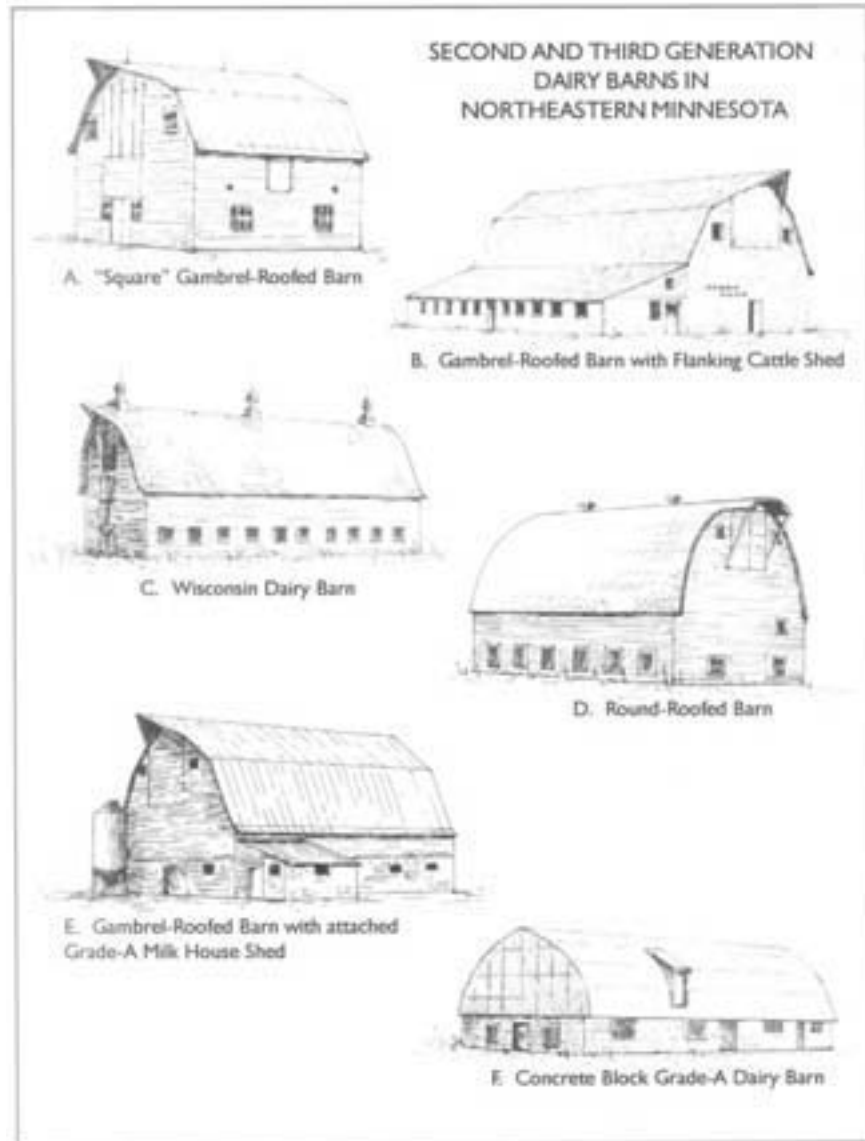 SECOND AND THIRD GENERATION
DAIRY BARNS IN
NORTHEASTERN MINNESOTA
A. "Square" Gambrel-Roofed Barn
B. Gambrel-Roofed Barn with Flanking Cattle Shed
C. Wisconsin Dairy Barn
D. Round-Roofed Barn
E. Gambrel-Roofed Barn with attached
Grade-A Milk House Shed
F. Concrete Block Grade-A Dairy Barn